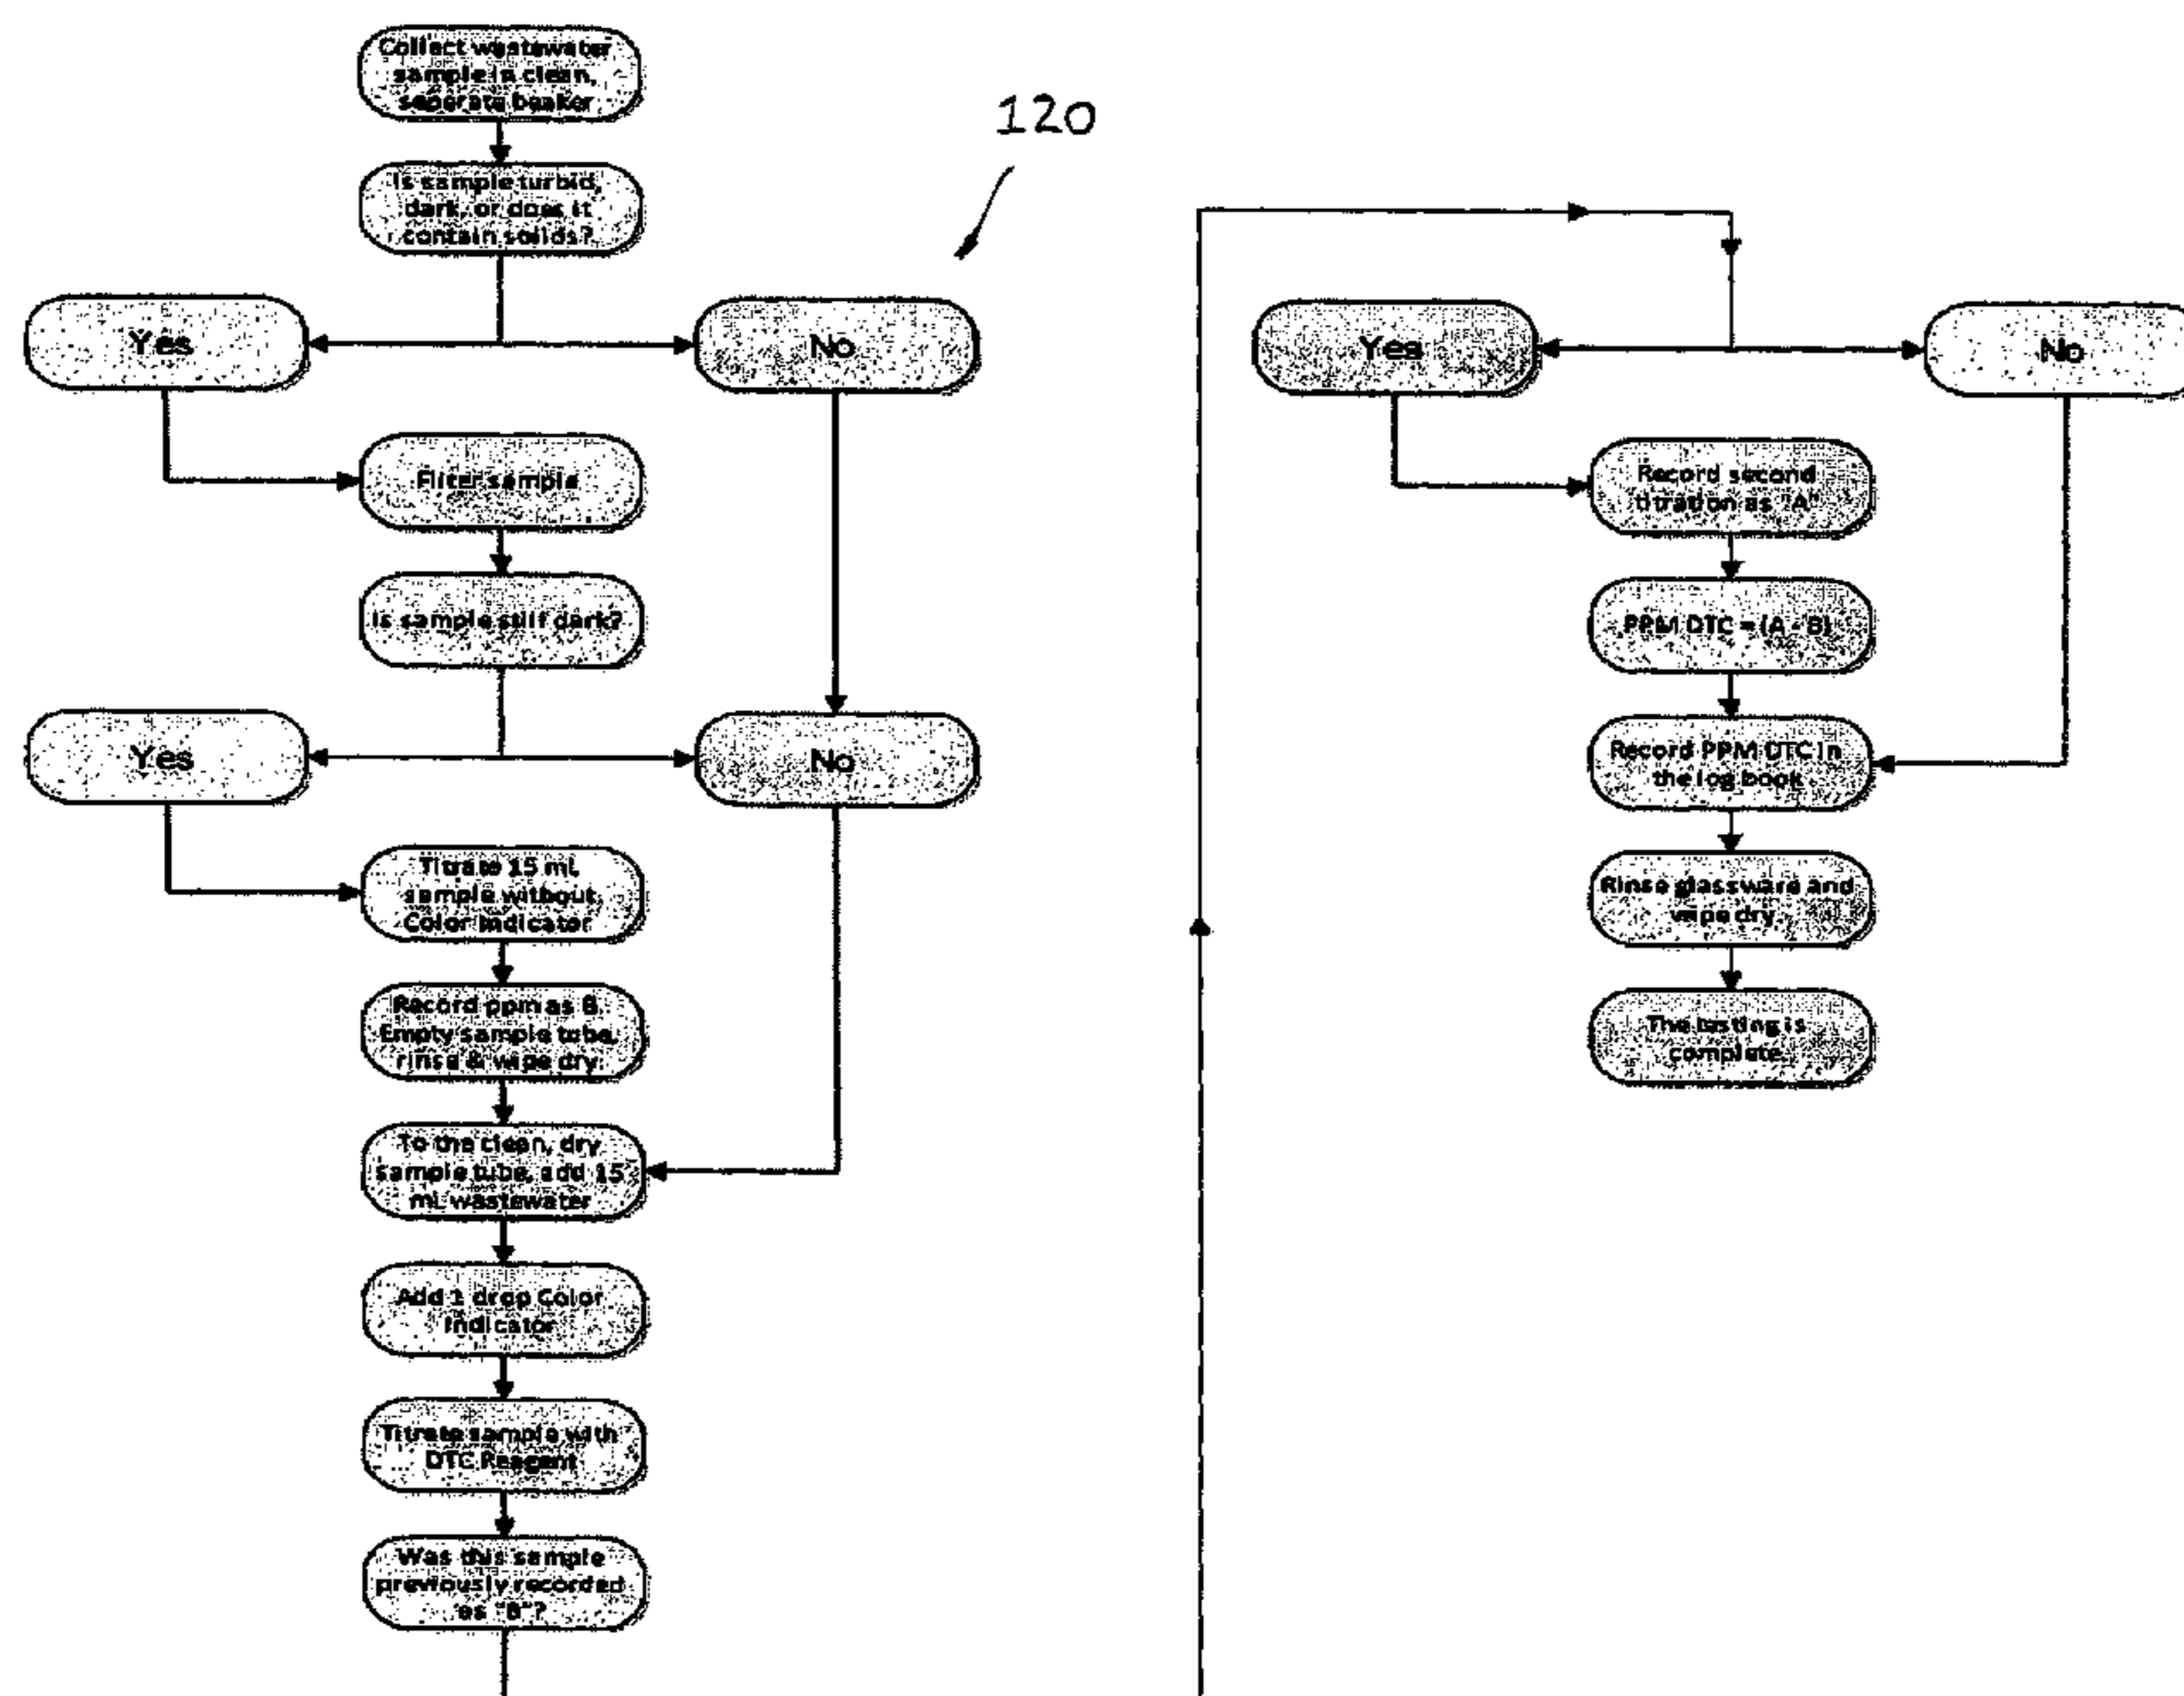 Collect wastewater
sample in clean,
seperate beaker
120
Is sample turbid,
dark, or does it
contain solids?
Yes
No
Filter sample
Is sample still dark?
Yes
No
Titrate 15 mL
sample without
Color Indicator
Record ppm as B.
Empty sample tube,
rinse & wipe dry.
To the clean, dry
sample tube, add 15
mL wastewater
Add 1 drop Color
Indicator
Titrate sample with
DTC Reagent
Was this sample
previously recorded
as "B"?
Yes
No
Record second
titration as "A"
PPM DTC = (A - B)
Record PPM DTC in
the log book
Rinse glassware and
wipe dry.
The testing is
complete.